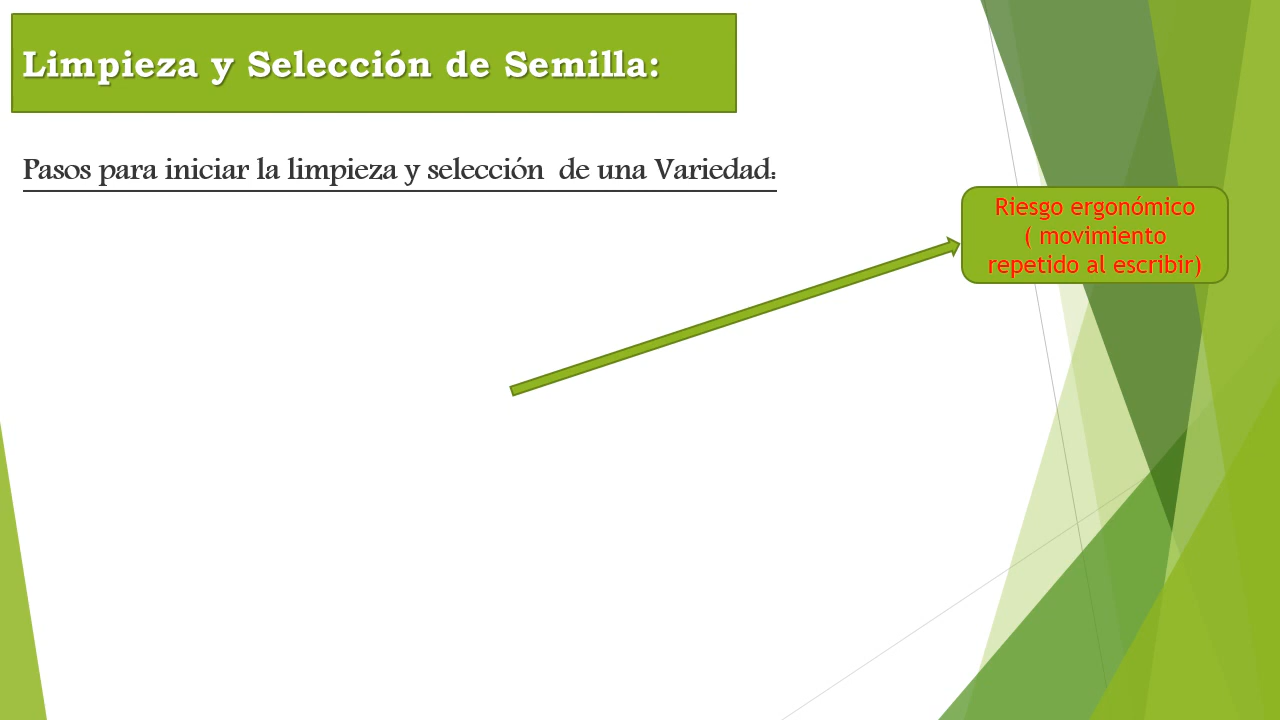 Limpieza y Selección de Semilla:
Pasos para iniciar la limpieza y selección  de una Variedad:
Riesgo ergonómico
( movimiento
repetido al escribir)